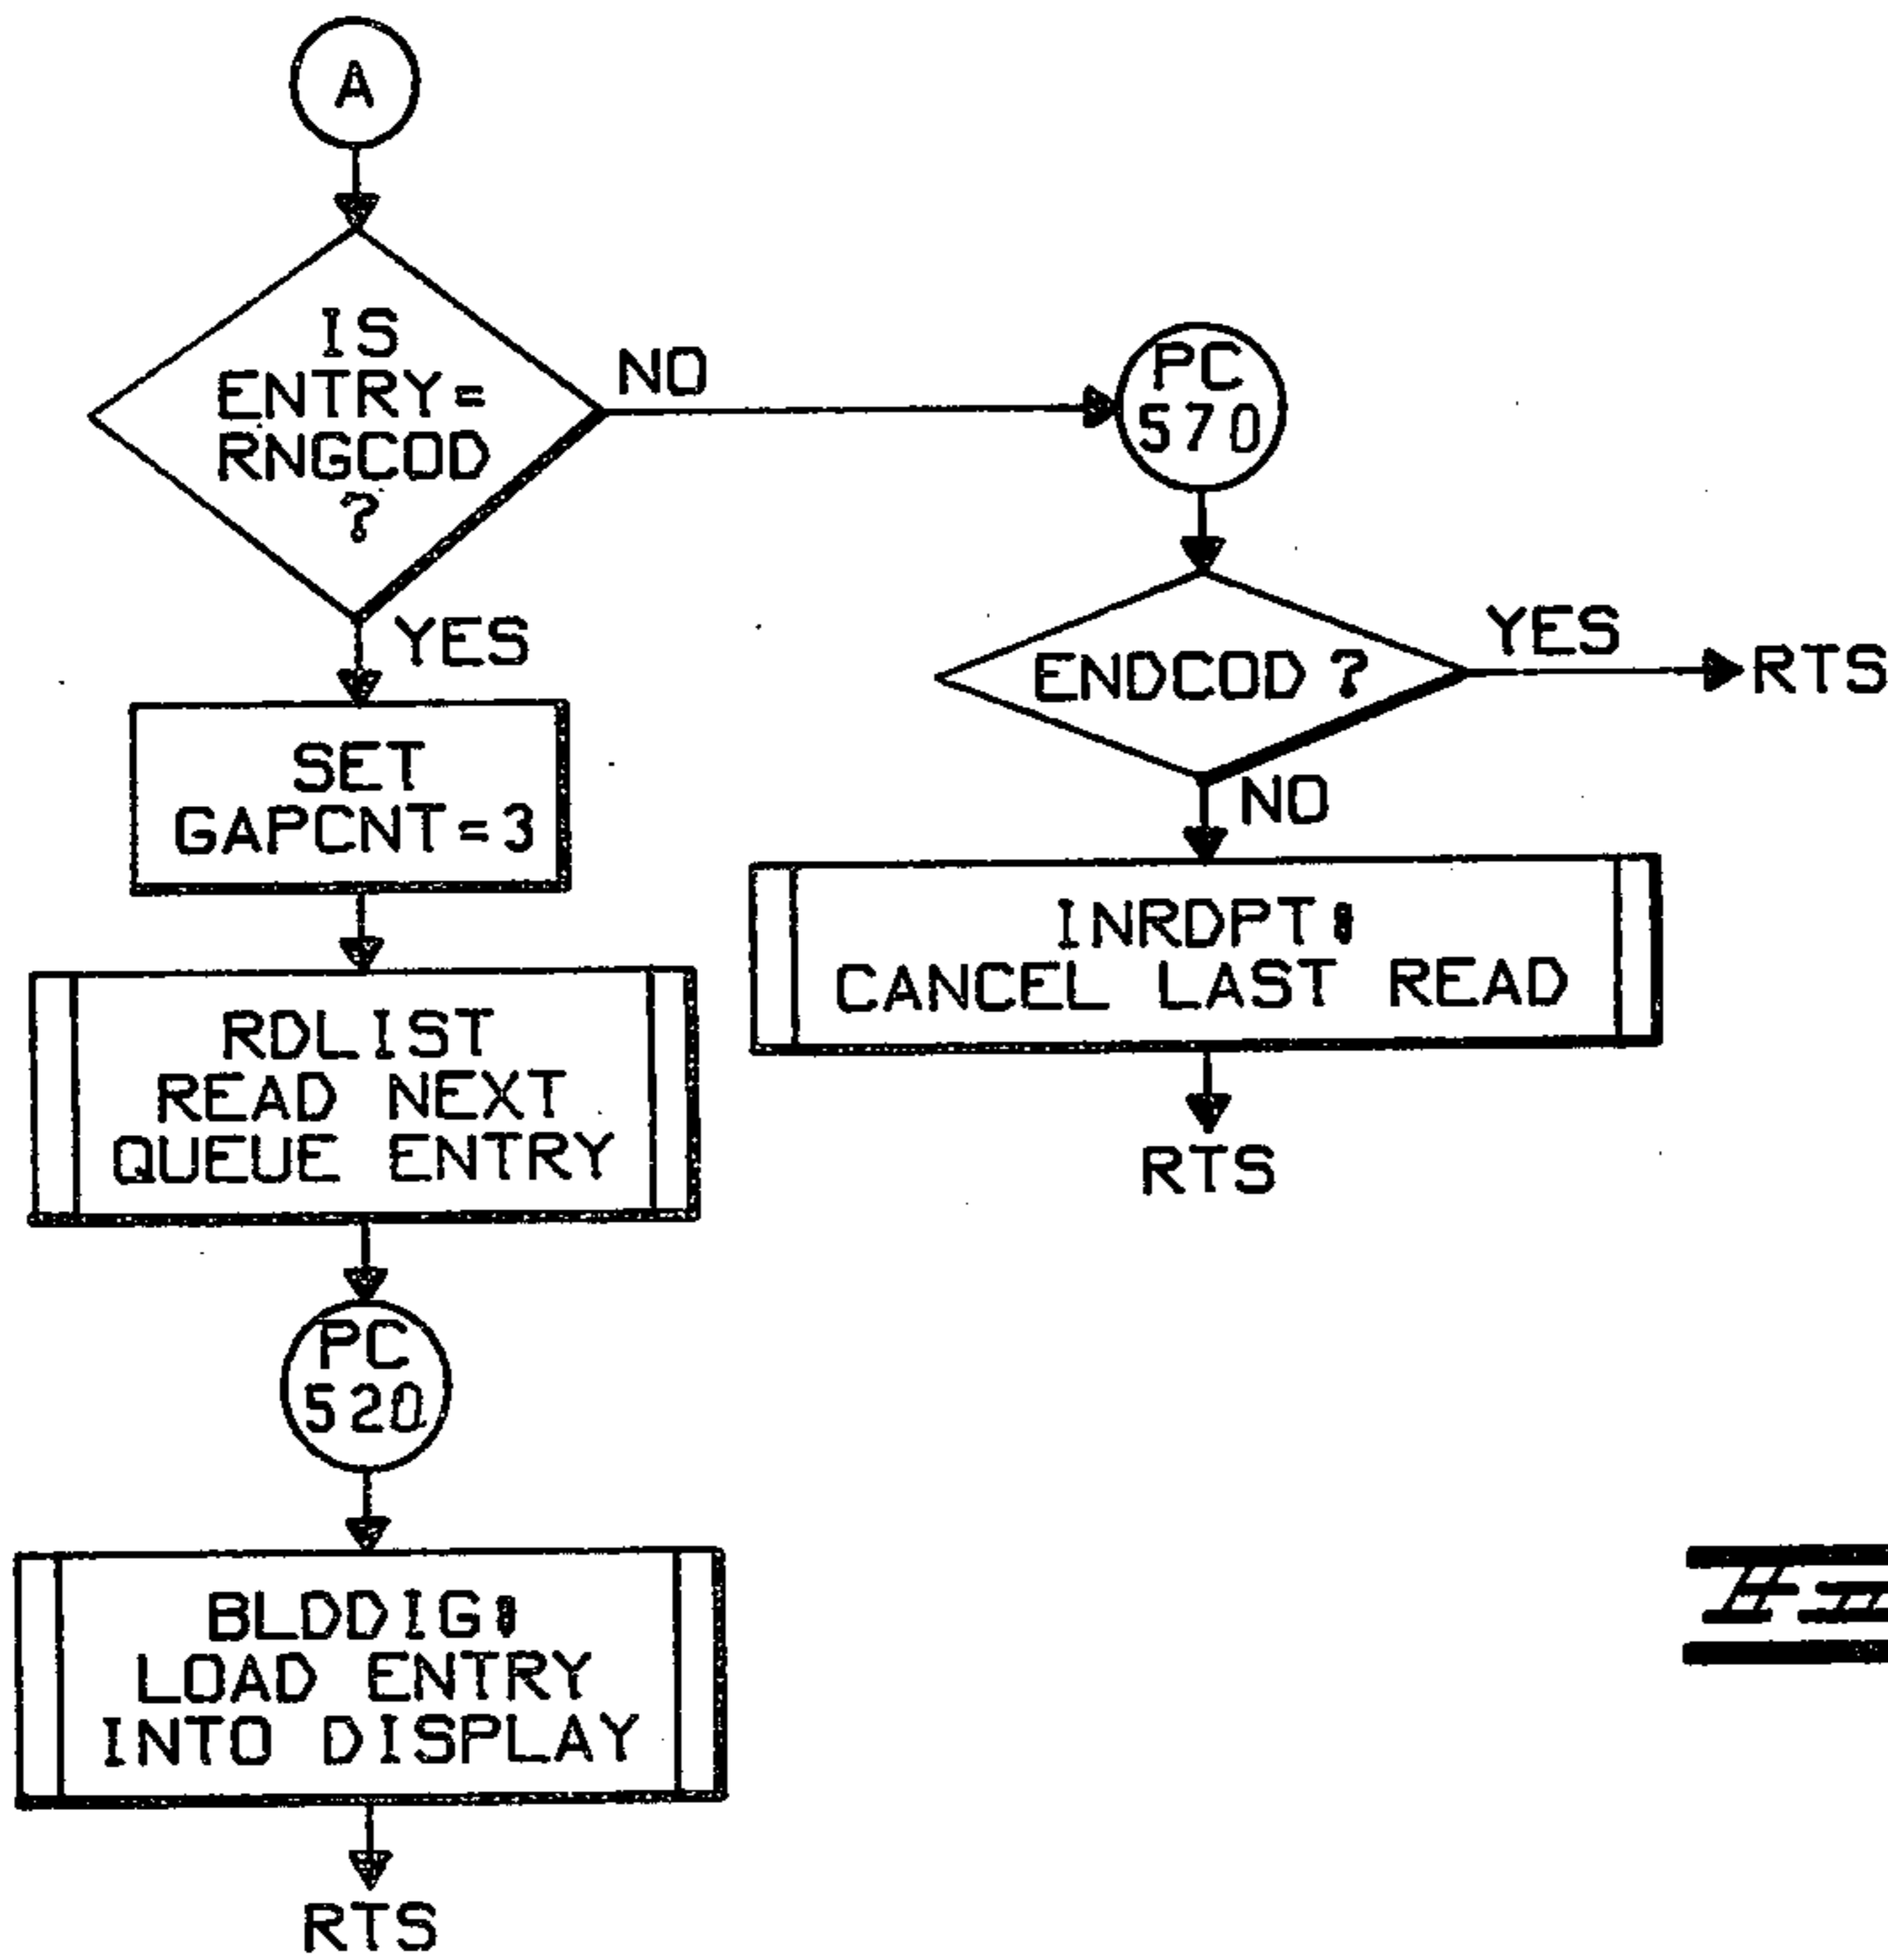 A
IS
ENTRY=
RNGCOD
?
NO
YES
SET
GAPCNT=3
RDLIST
READ NEXT
QUEUE ENTRY
PC
520
BLDDIG:
LOAD ENTRY
INTO DISPLAY
RTS
PC
570
ENDCOD?
YES
RTS
NO
INRDPT:
CANCEL LAST READ
RTS